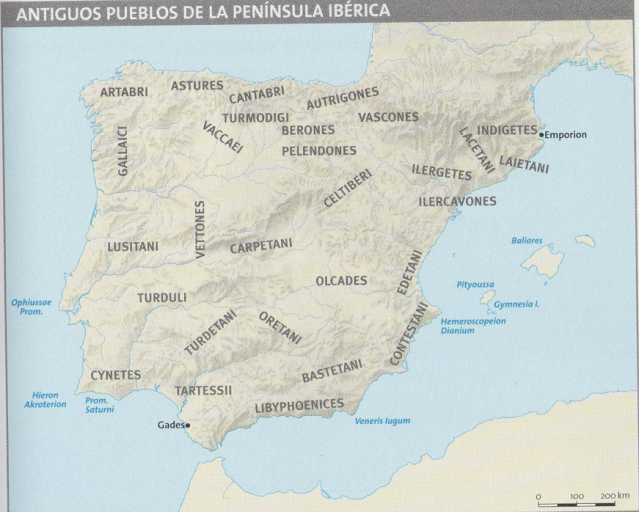 ANTIGUOS PUEBLOS DE LA PENÍNSULA IBÉRICA
ARTABRI
ASTURES
CANTABRI
AUTRIGONES
TURMODIGI
VASCONES
GALLAICI
VACCAEI
BERONES
PELENDONES
INDIGETES
Emporion
LACETANI
LAIETANI
ILERGETES
CELTIBERI
ILERCAVONES
VETTONES
LUSITANI
CARPETANI
Baliares
EDETANI
OLCADES
Pityoussa
Gymnesia I.
TURDULI
Ophiussae
Prom.
Hemeroscopeion
Dianium
TURDETANI
ORETANI
CONTESTANI
BASTETANI
CYNETES
TARTESSII
Hieron
Akroterion
Prom.
Saturni
LIBYPHOENICES
Veneris Iugum
Gades
0 100 200 km